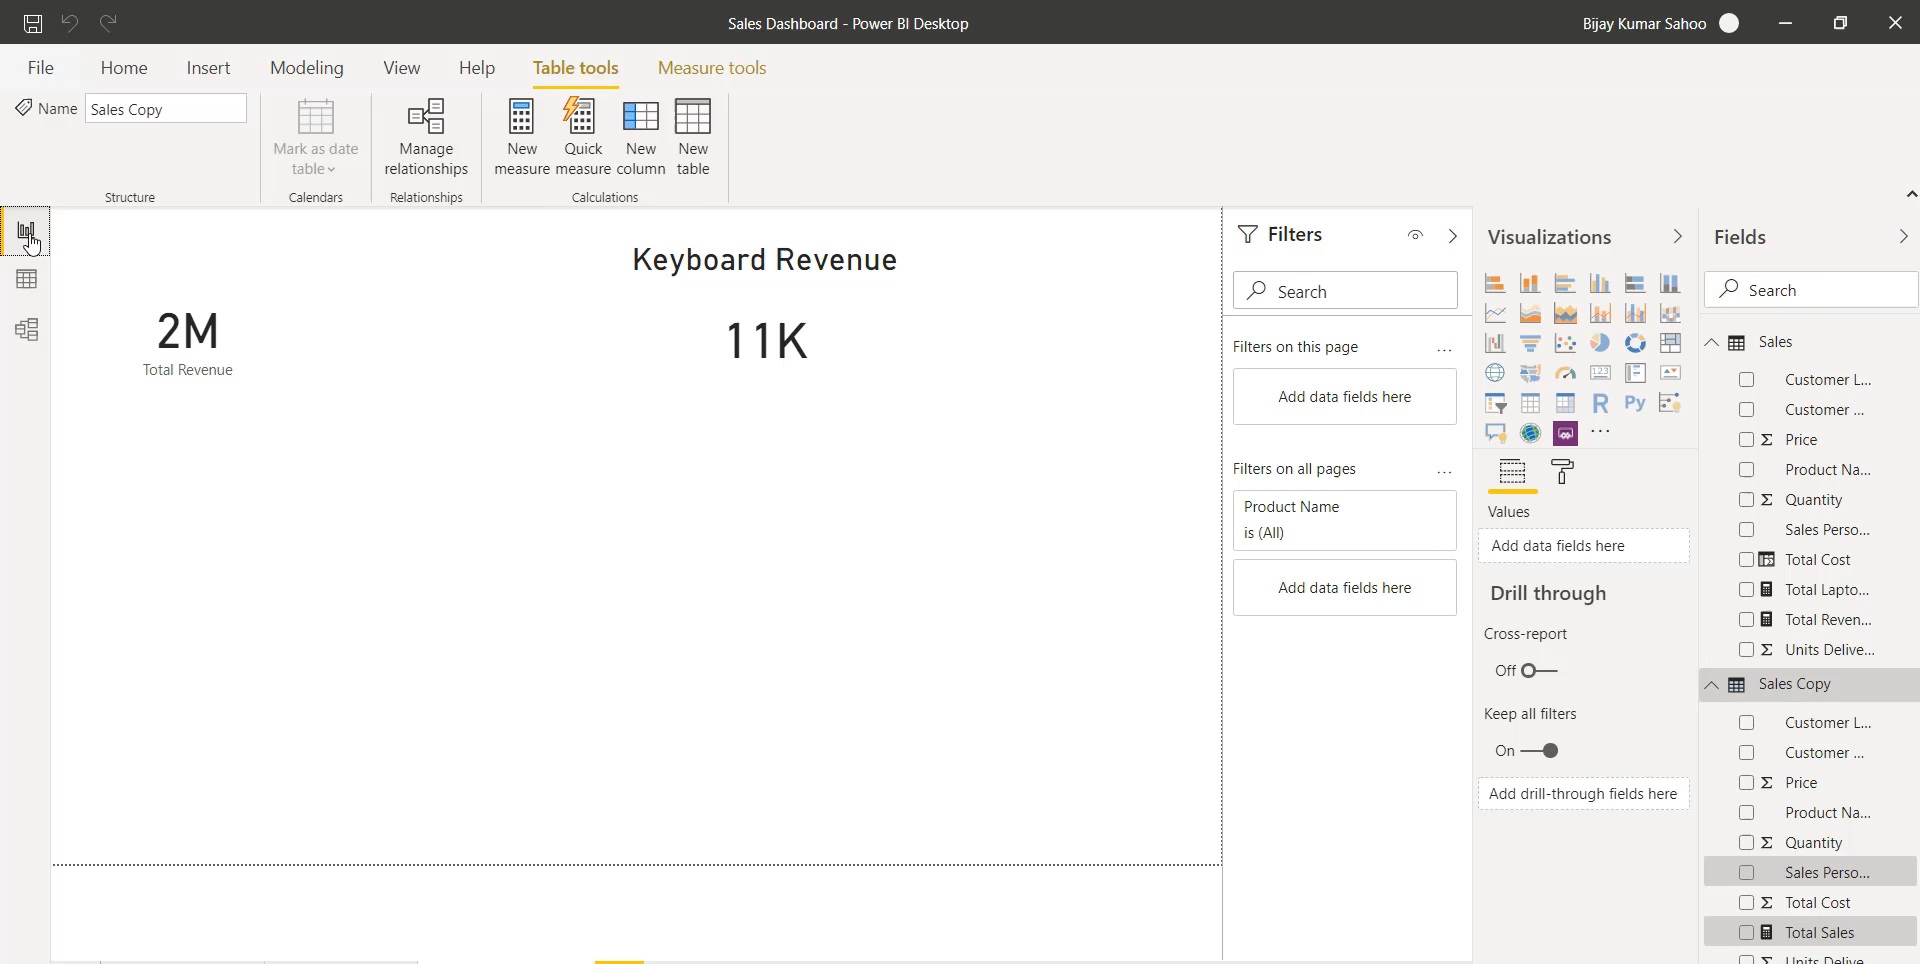 Sales Dashboard - Power BI Desktop
Bijay Kumar Sahoo
File
Home
Insert
Modeling
View
Help
Table tools
Measure tools
Name
Sales Copy
Mark as date
table
Manage
relationships
New
measure
Quick
measure
New
column
New
table
Structure
Calendars
Relationships
Calculations
Keyboard Revenue
2M
Total Revenue
11K
Filters
Search
Filters on this page
...
Add data fields here
Filters on all pages
...
Product Name
is (All)
Add data fields here
Visualizations
R
Py
...
Values
Add data fields here
Drill through
Cross-report
Off
Keep all filters
On
Add drill-through fields here
Fields
Search
Sales
Customer L...
Customer ...
Σ Price
Product Na...
Σ Quantity
Sales Perso...
Total Cost
Total Lapto...
Total Reven...
Σ Units Delive...
Sales Copy
Customer L...
Customer ...
Σ Price
Product Na...
Σ Quantity
Sales Perso...
Σ Total Cost
Total Sales
Σ Units Delive...